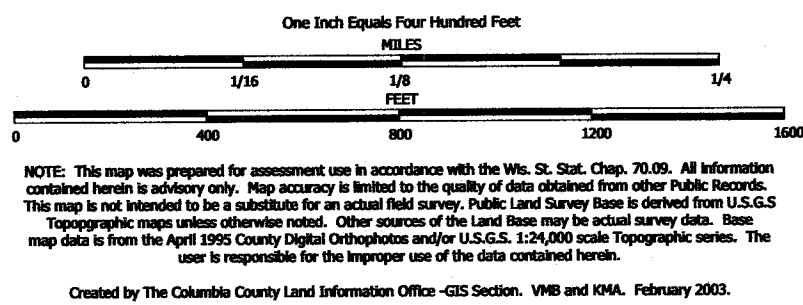 One Inch Equals Four Hundred Feet
MILES
0 1/16 1/8 1/4
FEET
0 400 800 1200 1600
NOTE: This map was prepared for assessment use in accordance with the Wis. St. Stat. Chap. 70.09. All information
contained herein is advisory only. Map accuracy is limited to the quality of data obtained from other Public Records.
This map is not intended to be a substitute for an actual field survey. Public Land Survey Base is derived from U.S.G.S
Topopgraphic maps unless otherwise noted. Other sources of the Land Base may be actual survey data. Base
map data is from the April 1995 County Digital Orthophotos and/or U.S.G.S. 1:24,000 scale Topographic series. The
user is responsible for the improper use of the data contained herein.
Created by The Columbia County Land Information Office -GIS Section. VMB and KMA. February 2003.